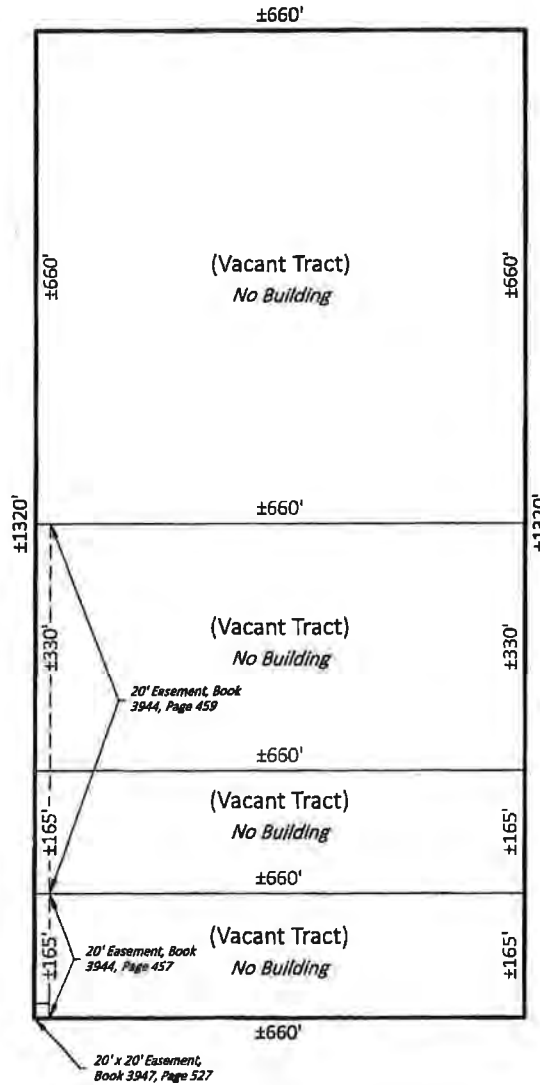 ±660'
(Vacant Tract)
No Building
±660'
±660'
±660'
±1320'
±1320'
(Vacant Tract)
No Building
±330'
±330'
20' Easement, Book
3944, Page 459
±660'
(Vacant Tract)
No Building
±165'
±165'
±660'
(Vacant Tract)
No Building
±165'
±165'
20' Easement, Book
3944, Page 457
±660'
20' x 20' Easement,
Book 3947, Page 527